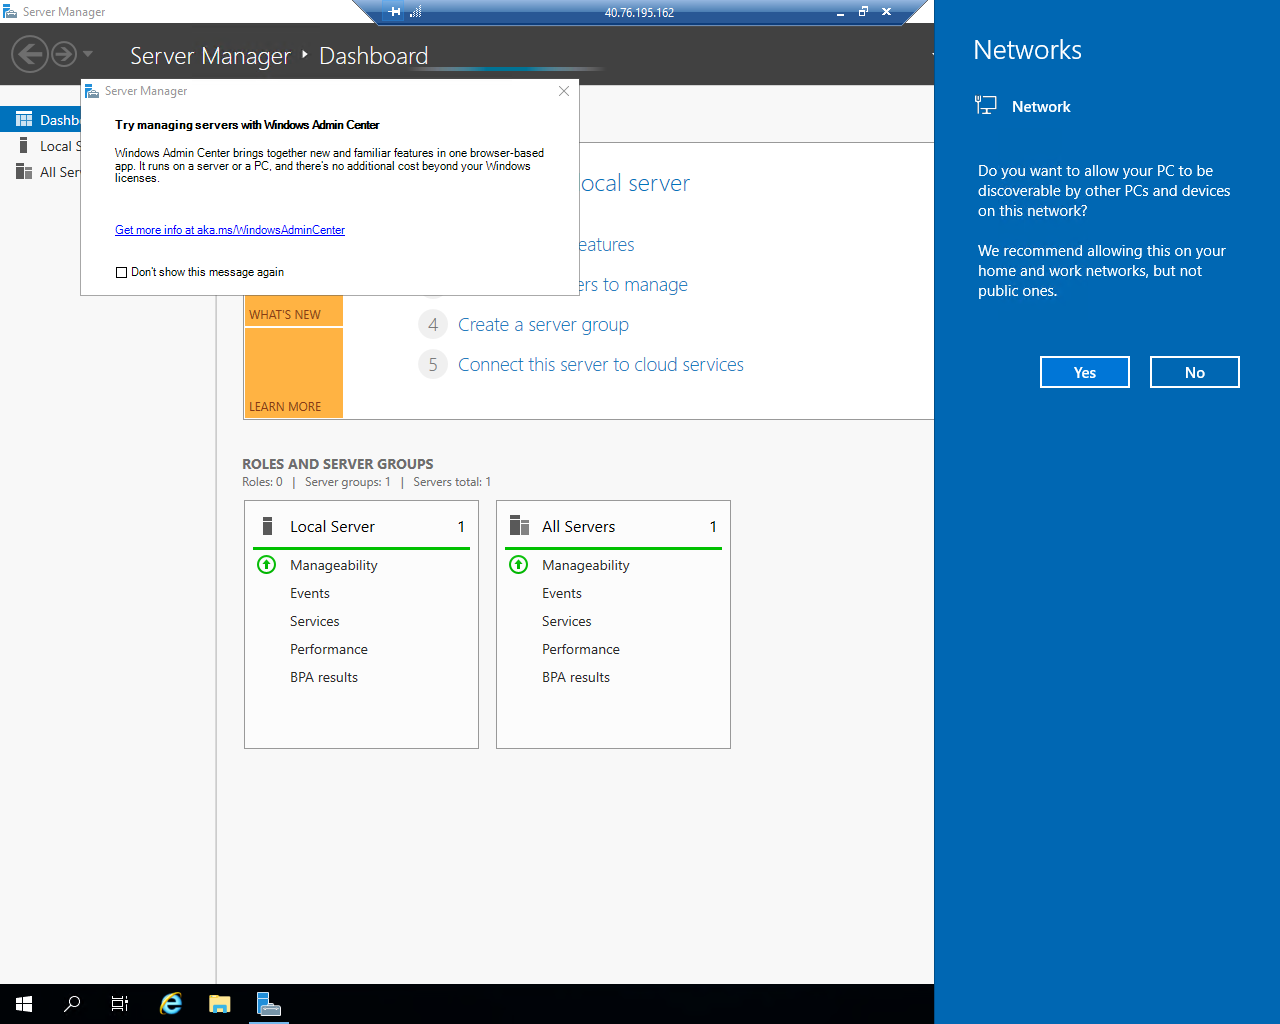 Server Manager
40.76.195.162
Server Manager
Dashboard
Server Manager
Try managing servers with Windows Admin Center
Windows Admin Center brings together new and familiar features in one browser-based
app. It runs on a server or a PC, and there's no additional cost beyond your Windows
licenses.
Get more info at aka.ms/WindowsAdminCenter
Don't show this message again
Dashb
Local S
All Ser
ocal server
eatures
ers to manage
4 Create a server group
5 Connect this server to cloud services
WHAT'S NEW
LEARN MORE
ROLES AND SERVER GROUPS
Roles: 0 | Server groups: 1 | Servers total: 1
Local Server 1
Manageability
Events
Services
Performance
BPA results
All Servers 1
Manageability
Events
Services
Performance
BPA results
Networks
Network
Do you want to allow your PC to be
discoverable by other PCs and devices
on this network?
We recommend allowing this on your
home and work networks, but not
public ones.
Yes
No